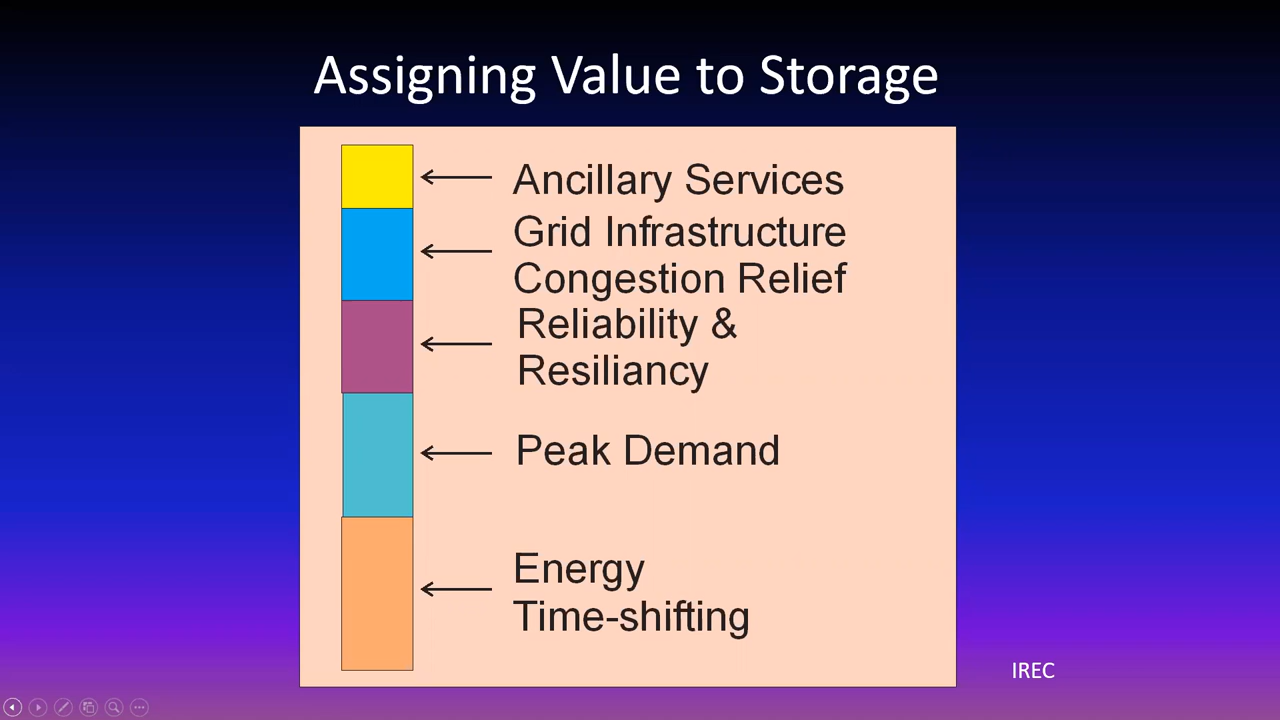 Assigning Value to Storage
Ancillary Services
Grid Infrastructure
Congestion Relief
Reliability &
Resiliancy
Peak Demand
Energy
Time-shifting
IREC